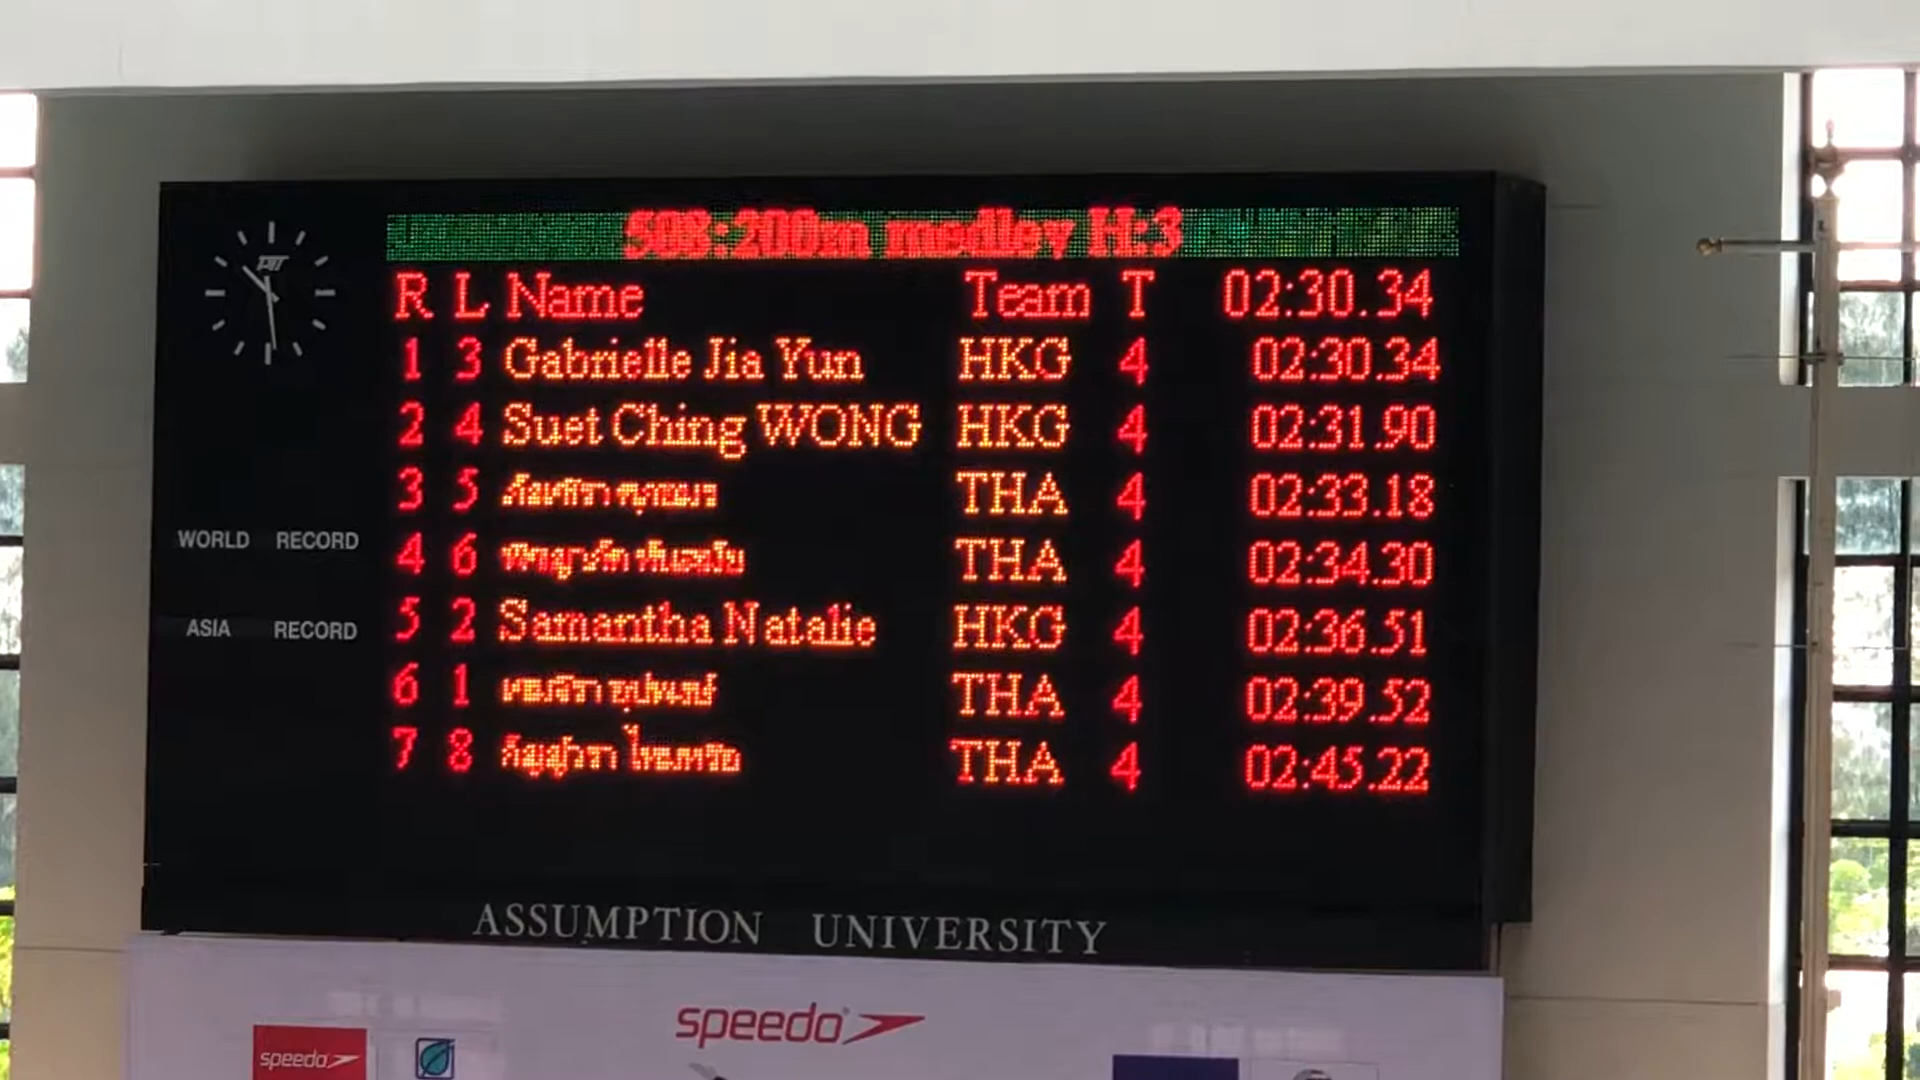 508:200m medley H:3
R L Name Team T 02:30.34
1 3 Gabrielle Jia Yun HKG 4 02:30.34
2 4 Suet Ching WONG HKG 4 02:31.90
3 5 THA 4 02:33.18
4 6 THA 4 02:34.30
5 2 Samantha Natalie HKG 4 02:36.51
6 1 THA 4 02:39.52
7 8 THA 4 02:45.22
WORLD RECORD
ASIA RECORD
ASSUMPTION UNIVERSITY
speedo
speedo